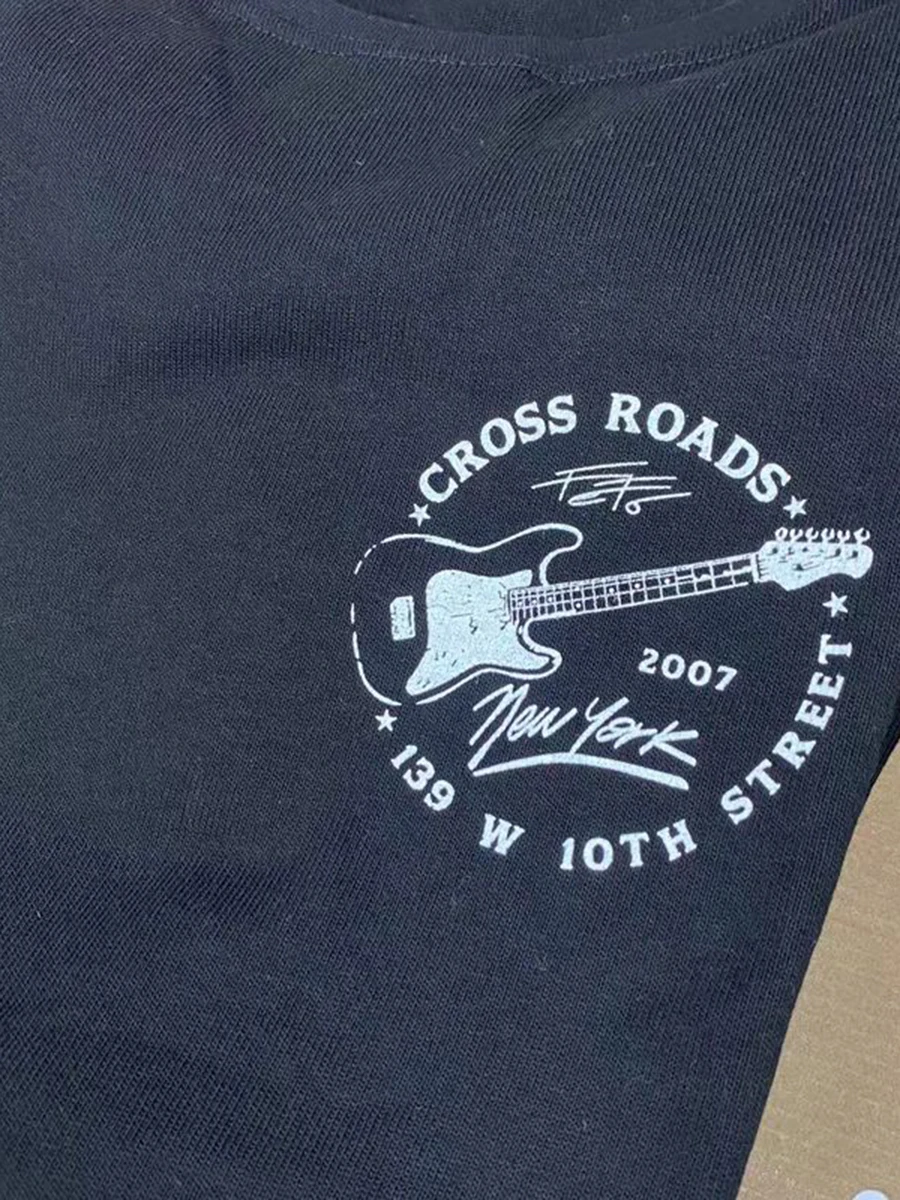 CROSS ROADS
2007
New York
139 W 10TH STREET